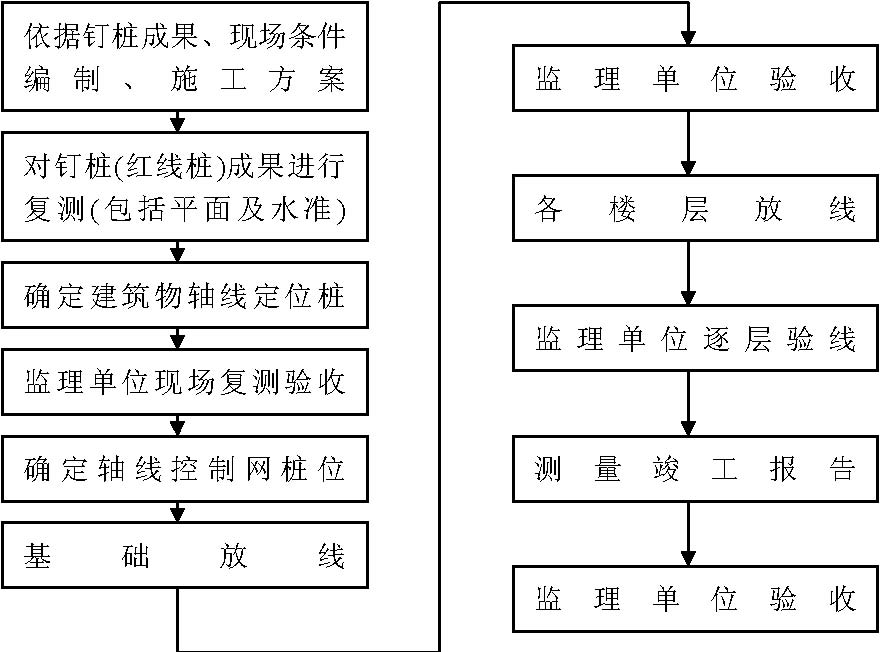 依据钉桩成果、现场条件
编制、施工方案
对钉桩(红线桩)成果进行
复测(包括平面及水准)
确定建筑物轴线定位桩
监理单位现场复测验收
确定轴线控制网桩位
基础放线
监理单位验收
各楼层放线
监理单位逐层验线
测量竣工报告
监理单位验收